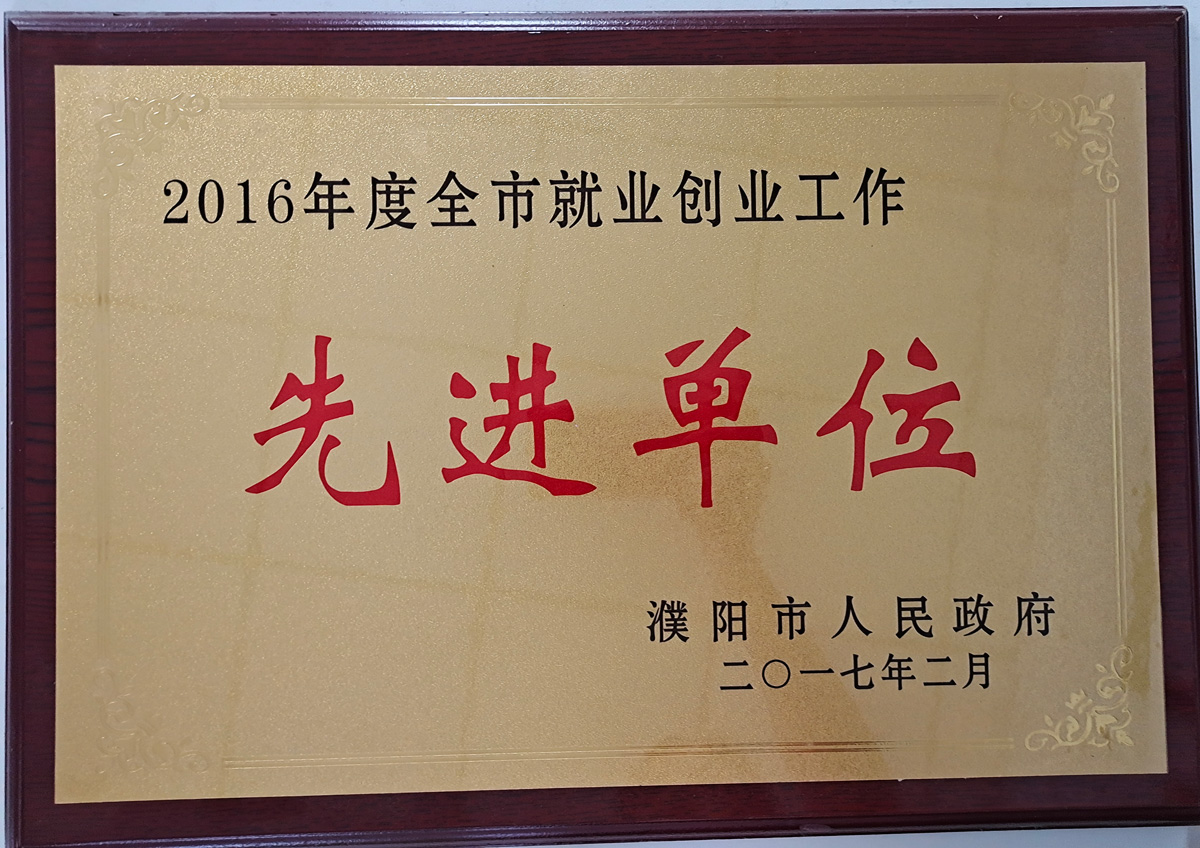 2016年度全市就业创业工作
先进单位
濮阳市人民政府
二〇一七年二月